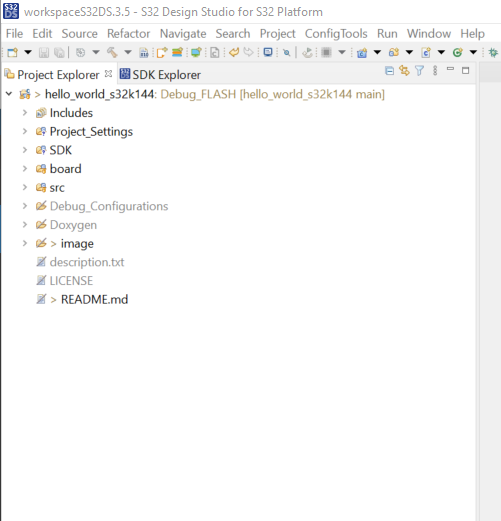 S32 DS workspaceS32DS.3.5 - S32 Design Studio for S32 Platform
File Edit Source Refactor Navigate Search Project ConfigTools Run Window Help
Project Explorer SDK Explorer
> hello_world_s32k144: Debug_FLASH [hello_world_s32k144 main]
Includes
Project_Settings
SDK
board
src
Debug_Configurations
Doxygen
> image
description.txt
LICENSE
> README.md